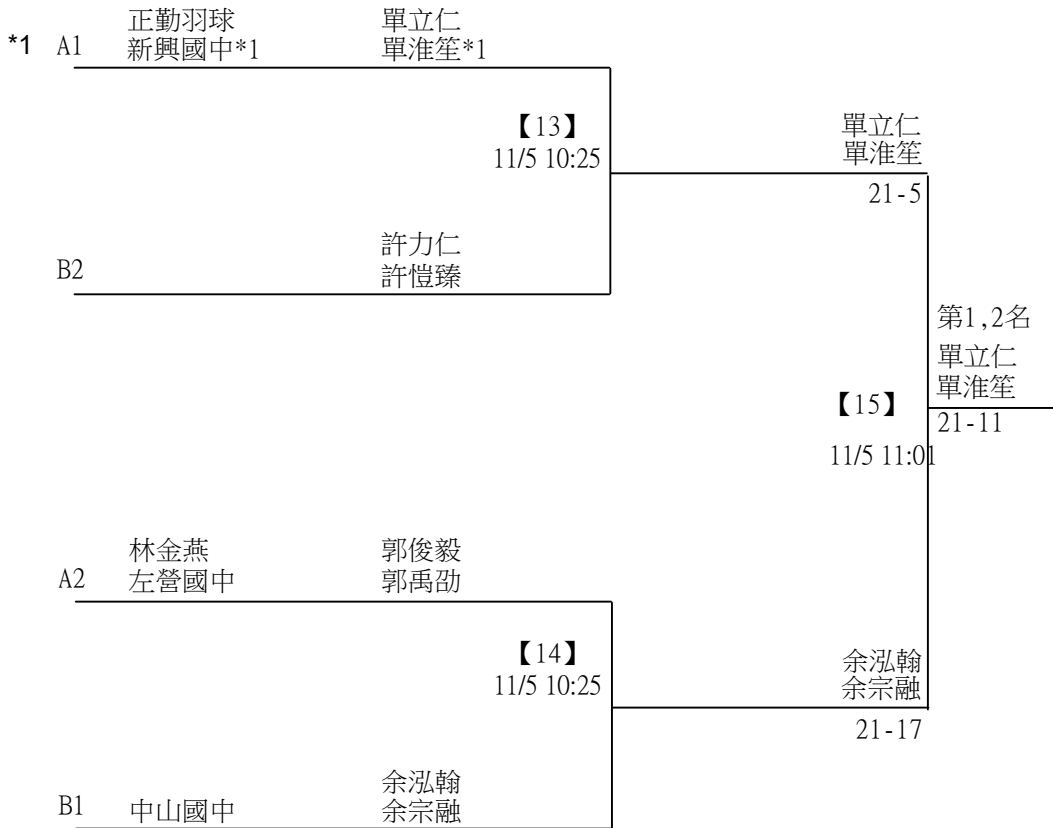 *1 A1 正勤羽球 單立仁
新興國中*1 單淮笙*1
【13】
11/5 10:25
單立仁
單淮笙
21-5
B2 許力仁
許愷臻
第1,2名
單立仁
單淮笙
【15】
21-11
11/5 11:01
A2 林金燕 郭俊毅
左營國中 郭禹劭
【14】
11/5 10:25
余泓翰
余宗融
21-17
B1 中山國中 余泓翰
余宗融